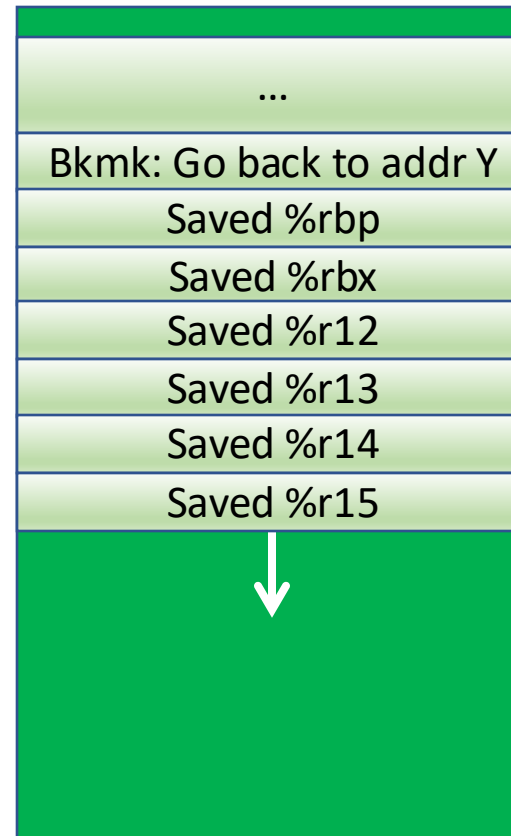 ...
Bkmk: Go back to addr Y
Saved %rbp
Saved %rbx
Saved %r12
Saved %r13
Saved %r14
Saved %r15